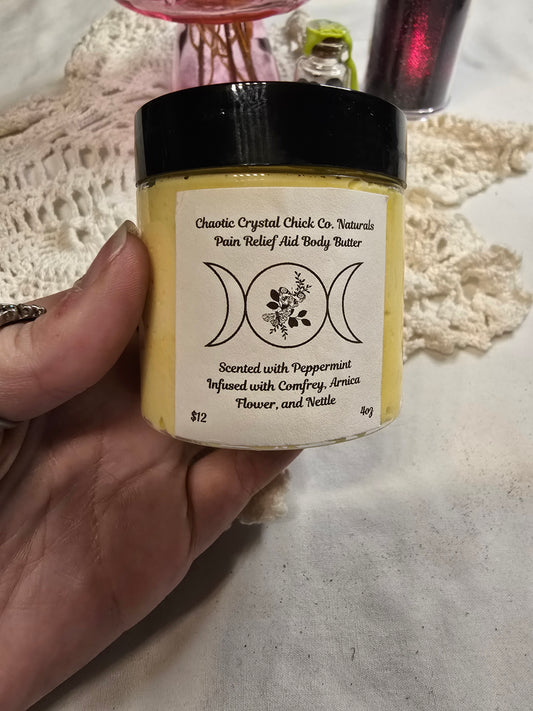 Chaotic Crystal Chick Co. Naturals
Pain Relief Aid Body Butter
Scented with Peppermint
Infused with Comfrey, Arnica
Flower, and Nettle
$12 4oz